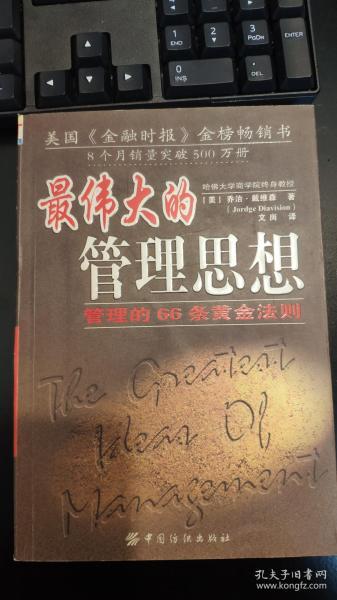 1
END
2
3
PgDn
Enter
0
INS
.
DEL
美国《金融时报》金榜畅销书
8个月销量突破500万册
哈佛大学商学院终身教授
[美] 乔治·戴维森 著
(Jordge Diavision)
文岗 译
最伟大的
管理思想
管理的66条黄金法则
The Greatest
Ideas Of
Management
中国纺织出版社
孔夫子旧书网
www.kongfz.com